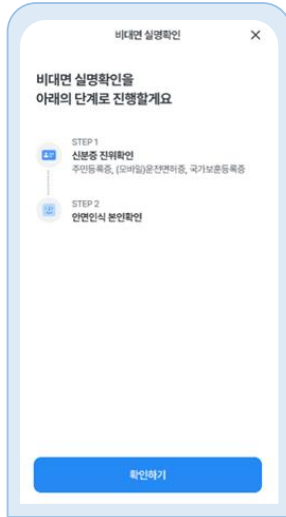 비대면 실명확인
비대면 실명확인을
아래의 단계로 진행할게요
STEP 1
신분증 진위확인
주민등록증, (모바일)운전면허증, 국가보훈등록증
STEP 2
안면인식 본인확인
확인하기